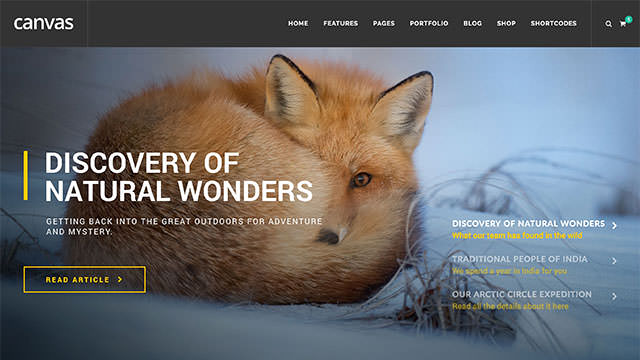 canvas
HOME FEATURES PAGES PORTFOLIO BLOG SHOP SHORTCODES
DISCOVERY OF
NATURAL WONDERS
GETTING BACK INTO THE GREAT OUTDOORS FOR ADVENTURE
AND MYSTERY.
READ ARTICLE
DISCOVERY OF NATURAL WONDERS
What our team has found in the wild
TRADITIONAL PEOPLE OF INDIA
We spend a year in India for you
OUR ARCTIC CIRCLE EXPEDITION
Read all the details about it here